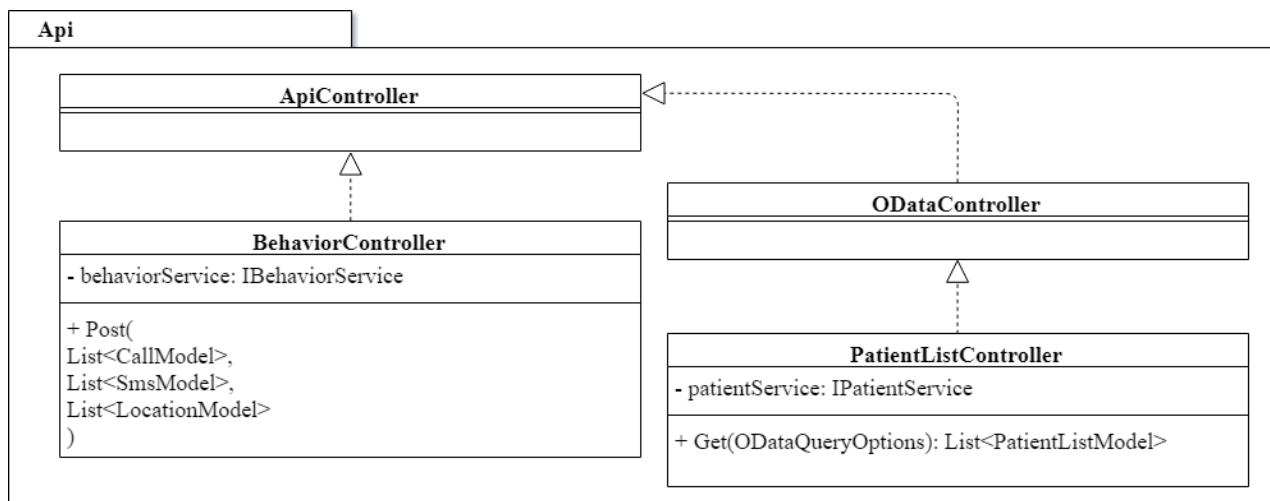 Api
ApiController
BehaviorController
- behaviorService: IBehaviorService
+ Post(
List<CallModel>,
List<SmsModel>,
List<LocationModel>
)
ODataController
PatientListController
- patientService: IPatientService
+ Get(ODataQueryOptions): List<PatientListModel>